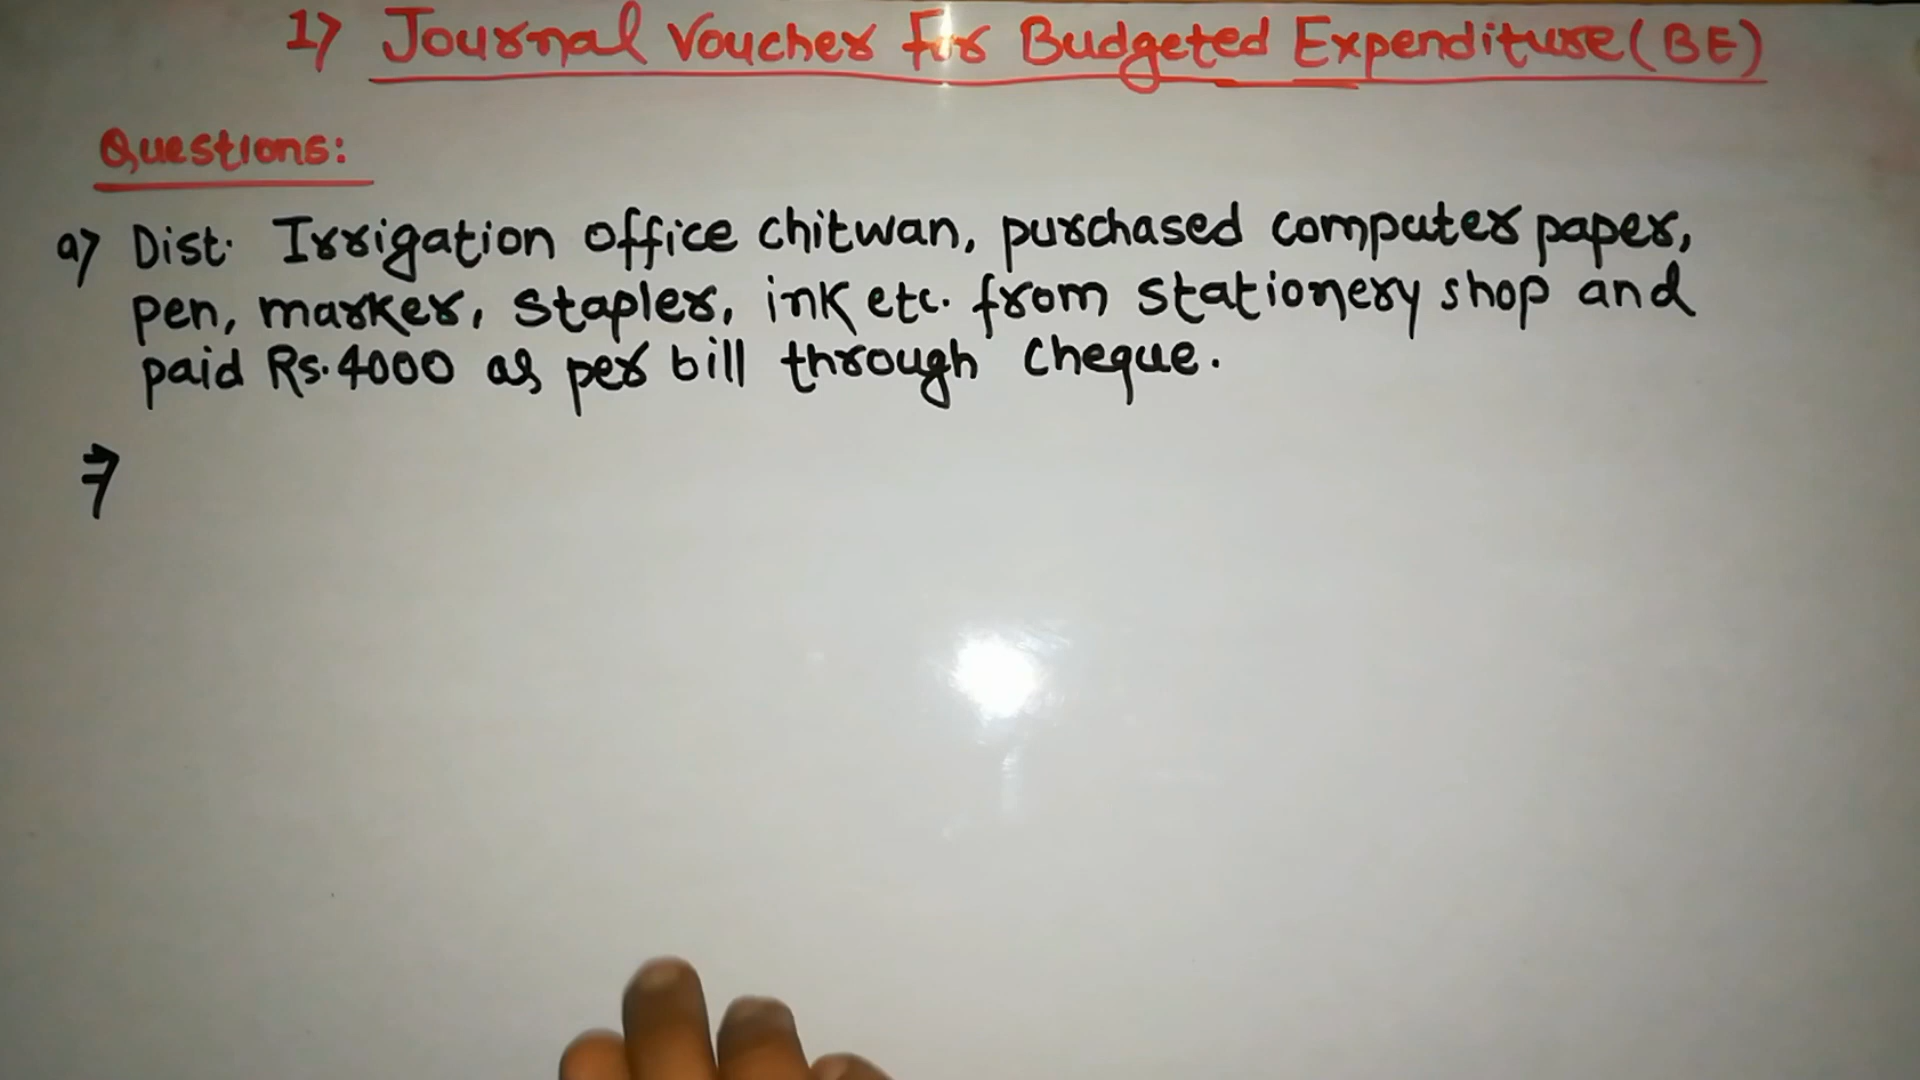 1) Journal Voucher For Budgeted Expenditure (BE)
Questions:
a) Dist. Irrigation office chitwan, purchased computer paper,
pen, marker, stapler, ink etc. from stationery shop and
paid Rs. 4000 as per bill through cheque.
⇒